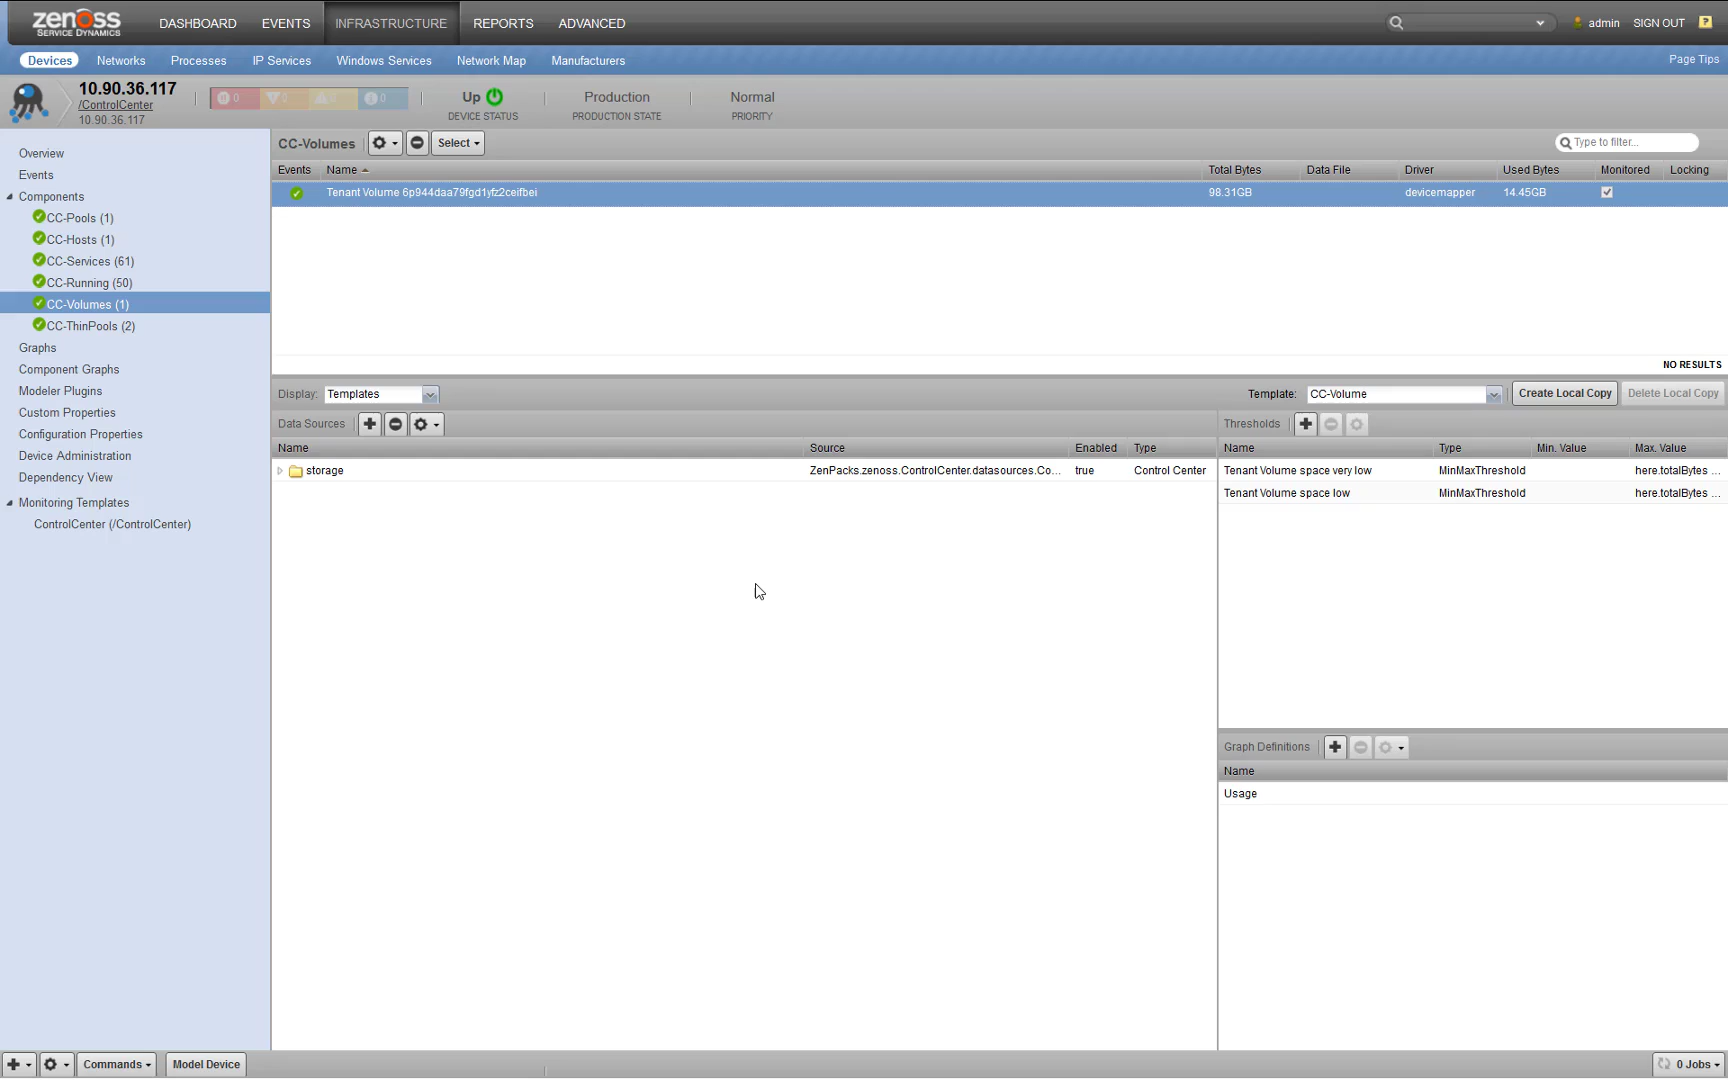 zenoss
SERVICE DYNAMICS
DASHBOARD
EVENTS
INFRASTRUCTURE
REPORTS
ADVANCED
admin
SIGN OUT
?
Devices
Networks
Processes
IP Services
Windows Services
Network Map
Manufacturers
Page Tips
10.90.36.117
/ControlCenter
10.90.36.117
0
0
0
0
Up
DEVICE STATUS
Production
PRODUCTION STATE
Normal
PRIORITY
Overview
Events
Components
CC-Pools (1)
CC-Hosts (1)
CC-Services (61)
CC-Running (50)
CC-Volumes (1)
CC-ThinPools (2)
Graphs
Component Graphs
Modeler Plugins
Custom Properties
Configuration Properties
Device Administration
Dependency View
Monitoring Templates
ControlCenter (/ControlCenter)
CC-Volumes
Select
Type to filter...
Events
Name
Total Bytes
Data File
Driver
Used Bytes
Monitored
Locking
Tenant Volume 6p944daa79fgd1yfz2ceifbei
98.31GB
devicemapper
14.45GB
NO RESULTS
Display:
Templates
Template:
CC-Volume
Create Local Copy
Delete Local Copy
Data Sources
Name
Source
Enabled
Type
storage
ZenPacks.zenoss.ControlCenter.datasources.Co...
true
Control Center
Thresholds
Name
Type
Min. Value
Max. Value
Tenant Volume space very low
MinMaxThreshold
here.totalBytes ...
Tenant Volume space low
MinMaxThreshold
here.totalBytes ...
Graph Definitions
Name
Usage
Commands
Model Device
0 Jobs